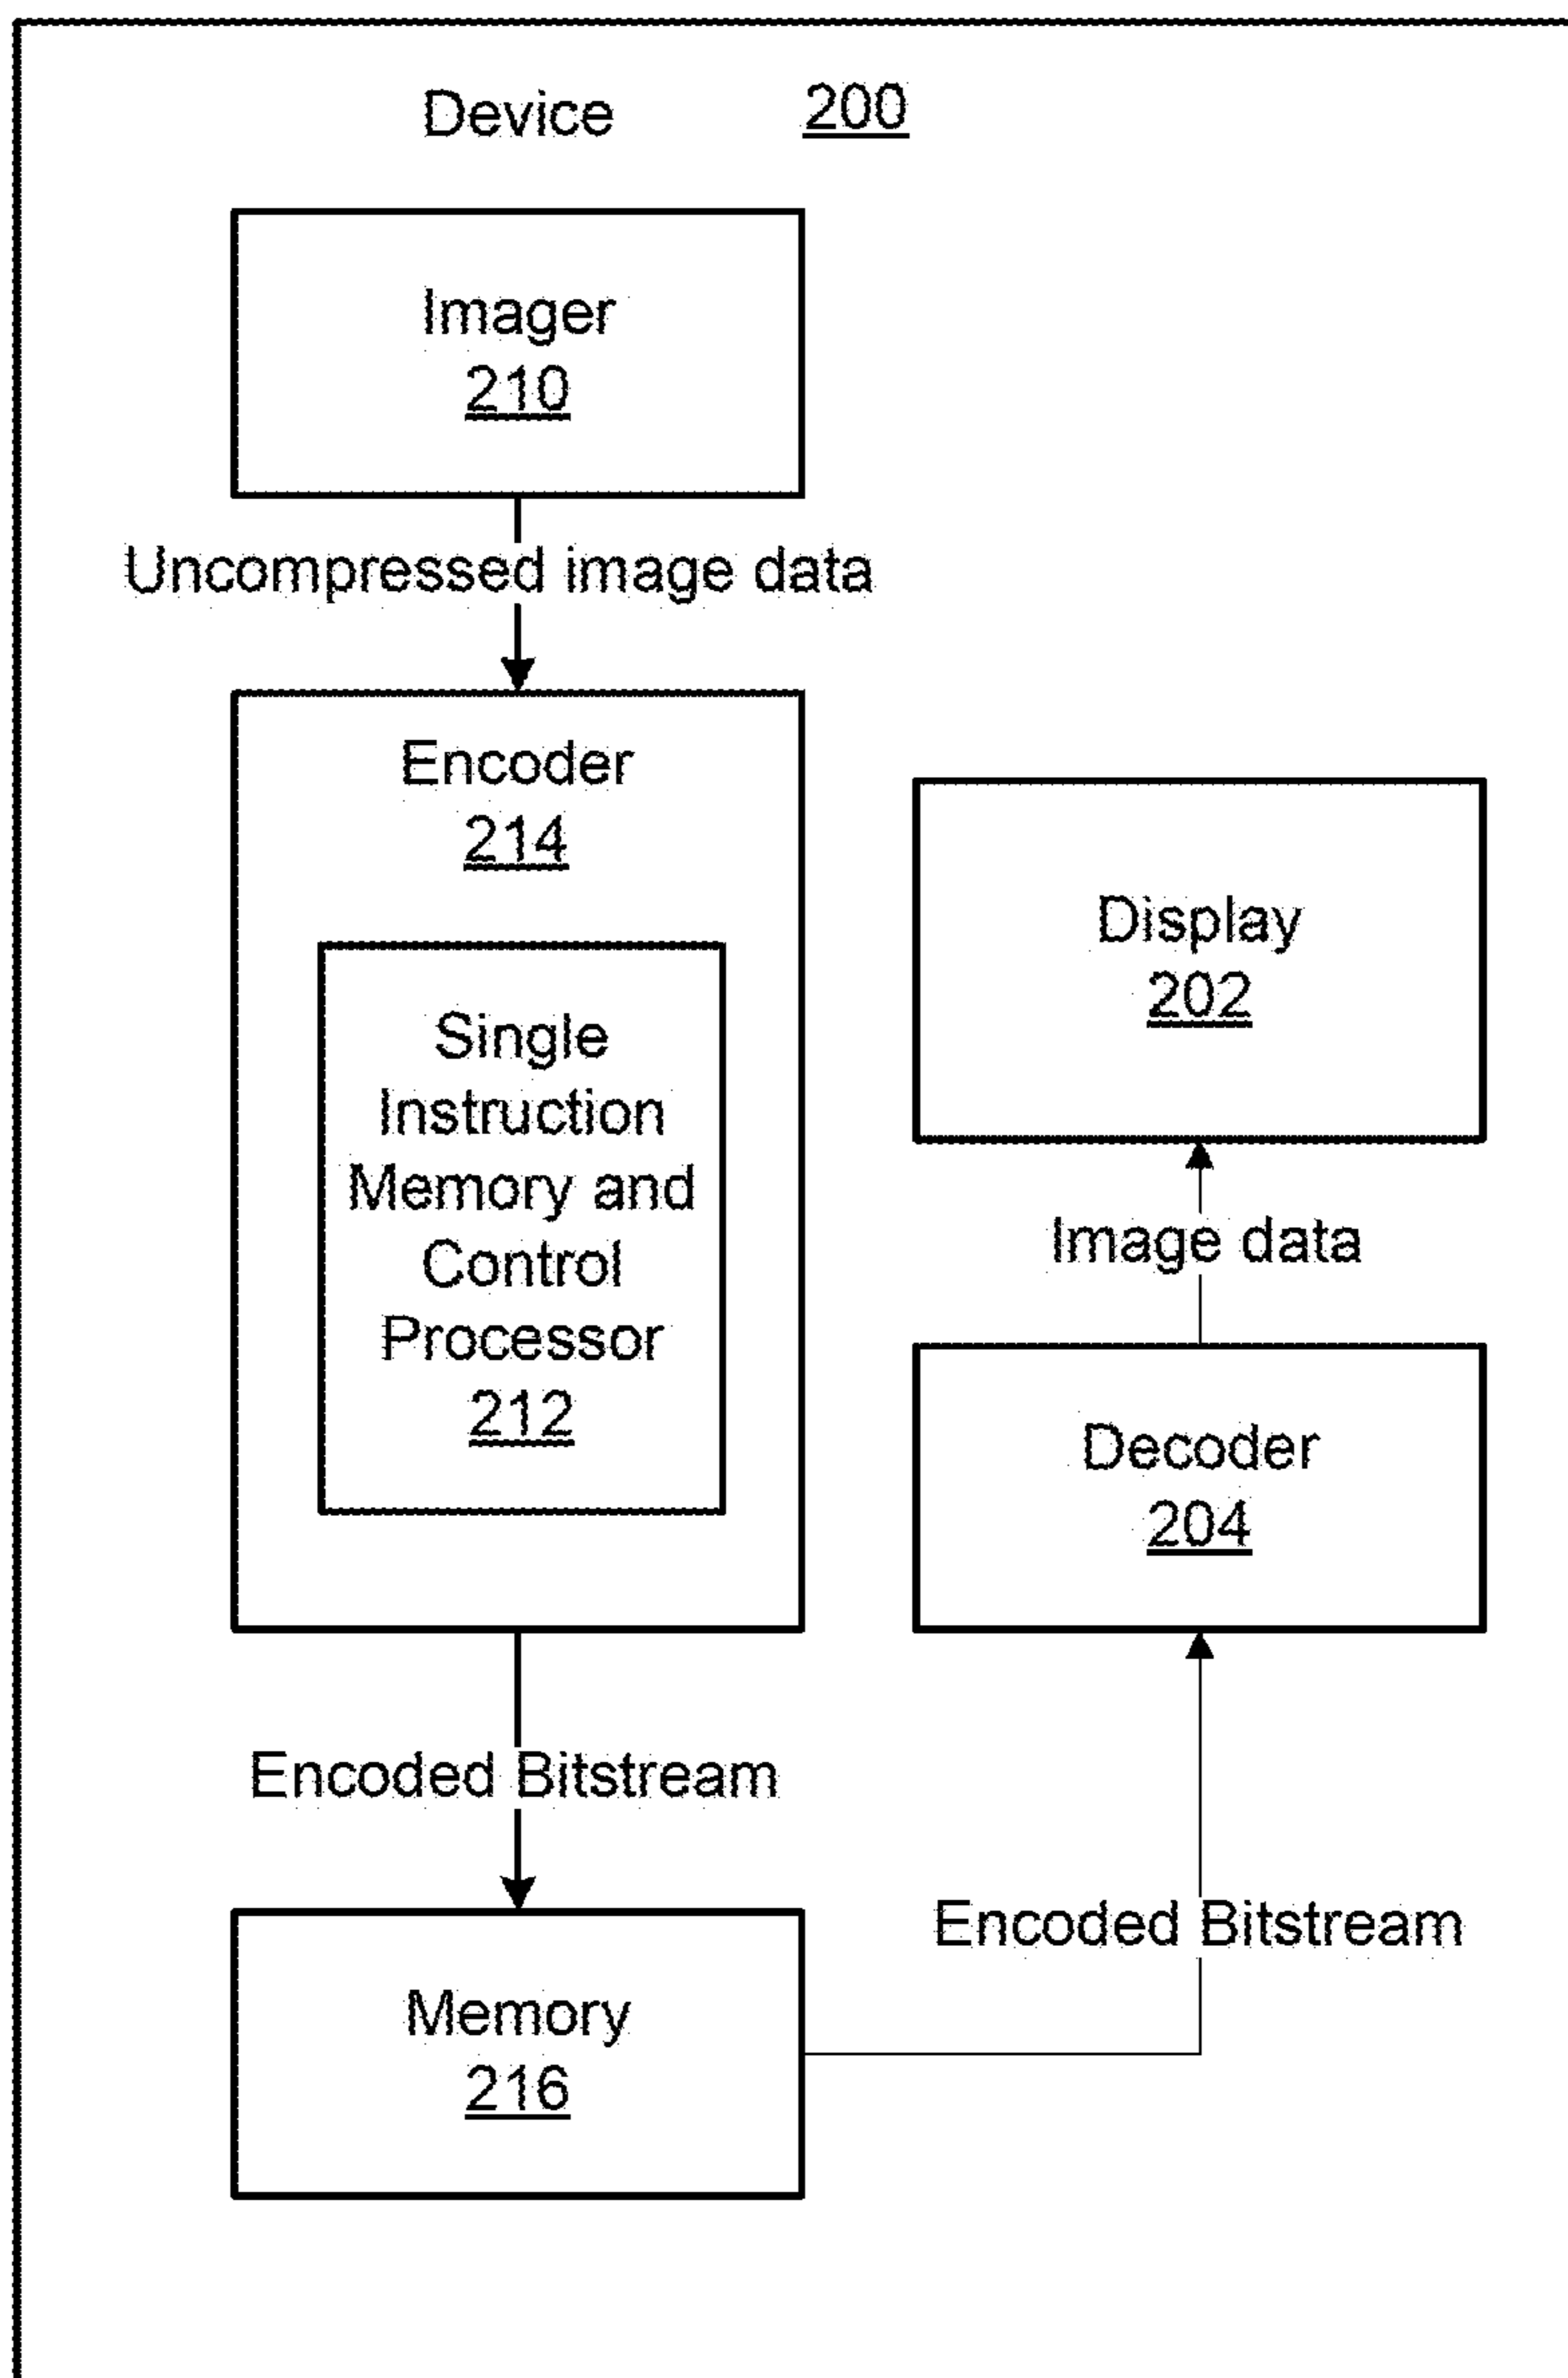 Device 200
Imager
210
Uncompressed image data
Encoder
214
Single
Instruction
Memory and
Control
Processor
212
Encoded Bitstream
Memory
216
Display
202
Image data
Decoder
204
Encoded Bitstream